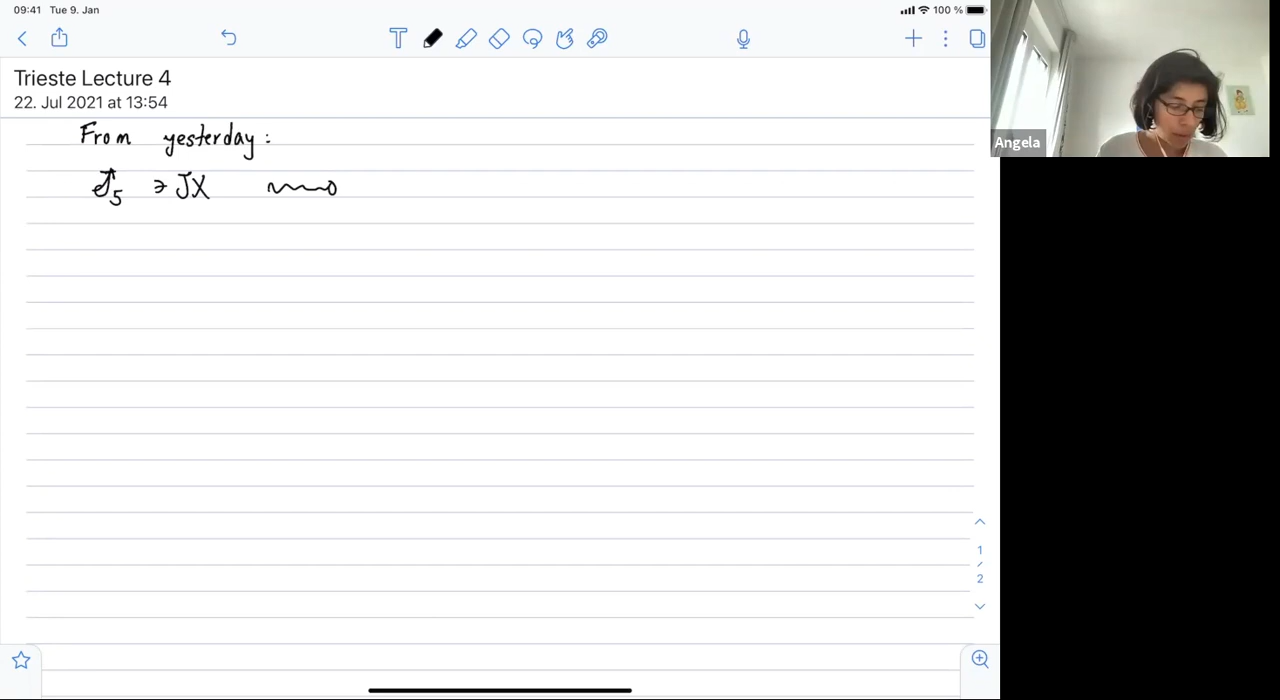 09:41 Tue 9. Jan 100 %
Trieste Lecture 4
22. Jul 2021 at 13:54
From yesterday:
𝒥₅ ∋ JX
Angela
1
/
2